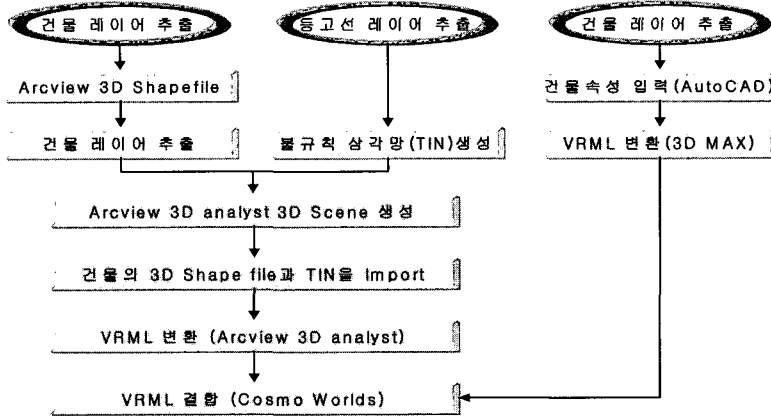 건물 레이어 추출
등고선 레이어 추출
건물 레이어 추출
Arcview 3D Shapefile
건물속성 입력(AutoCAD)
건물 레이어 추출
불규칙 삼각망(TIN)생성
VRML 변환(3D MAX)
Arcview 3D analyst 3D Scene 생성
건물의 3D Shape file과 TIN을 Import
VRML 변환 (Arcview 3D analyst)
VRML 결합 (Cosmo Worlds)